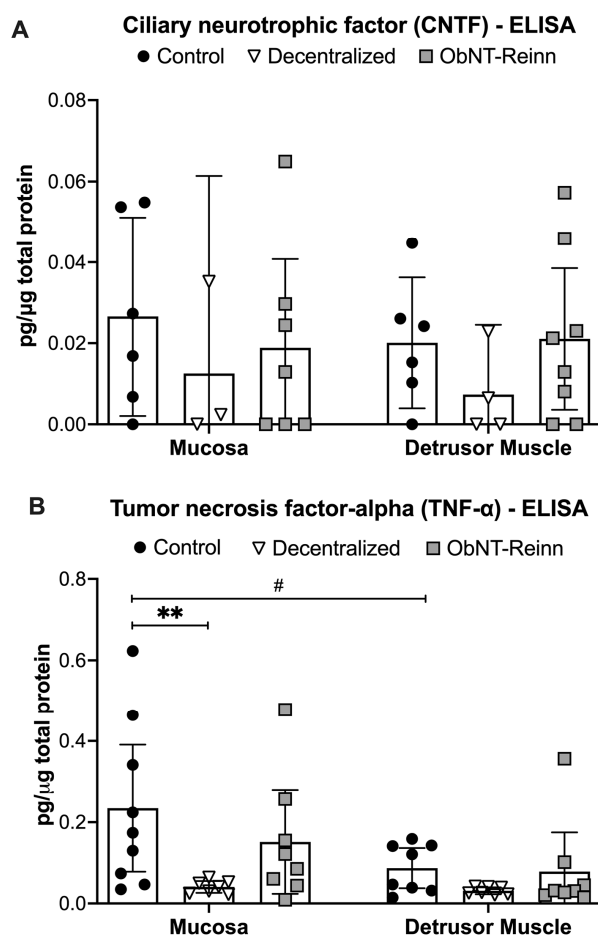 A
Ciliary neurotrophic factor (CNTF) - ELISA
Control Decentralized ObNT-Reinn
pg/µg total protein
0.08
0.06
0.04
0.02
0.00
Mucosa Detrusor Muscle
B
Tumor necrosis factor-alpha (TNF-α) - ELISA
Control Decentralized ObNT-Reinn
pg/µg total protein
0.8
#
**
0.6
0.4
0.2
0.0
Mucosa Detrusor Muscle